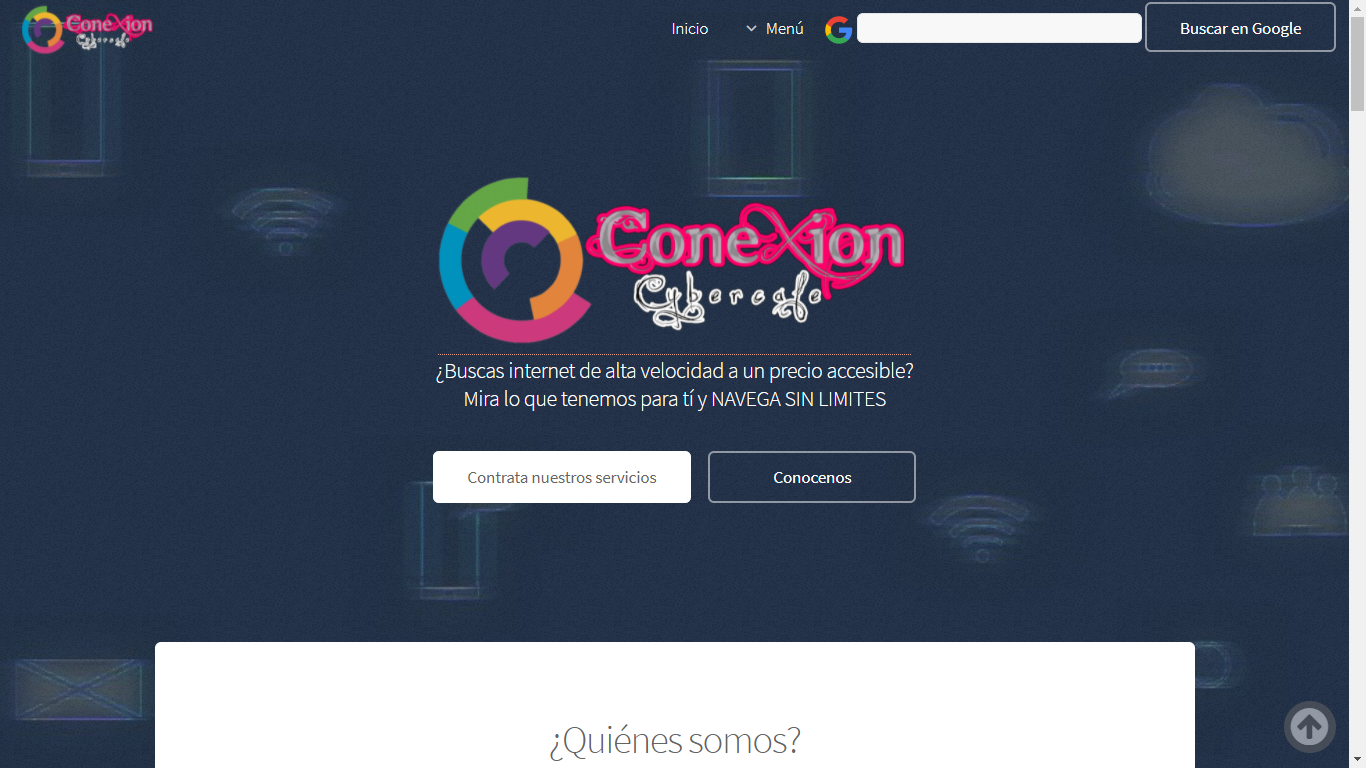 ConeXion
Cybercafe
Inicio
Menú
Buscar en Google
ConeXion
Cybercafe
¿Buscas internet de alta velocidad a un precio accesible?
Mira lo que tenemos para tí y NAVEGA SIN LIMITES
Contrata nuestros servicios
Conocenos
¿Quiénes somos?